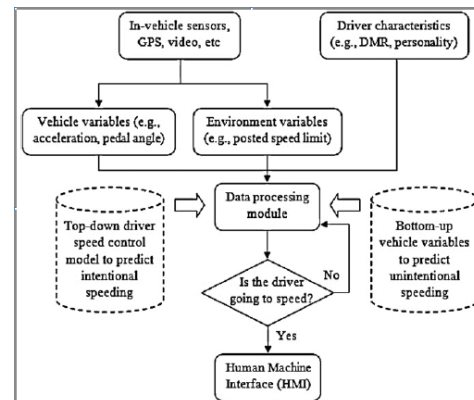 In-vehicle sensors,
GPS, video, etc
Driver characteristics
(e.g., DMR, personality)
Vehicle variables (e.g.,
acceleration, pedal angle)
Environment variables
(e.g., posted speed limit)
Top-down driver
speed control
model to predict
intentional
speeding
Data processing
module
Bottom-up
vehicle variables
to predict
unintentional
speeding
Is the driver
going to speed?
No
Yes
Human Machine
Interface (HMI)